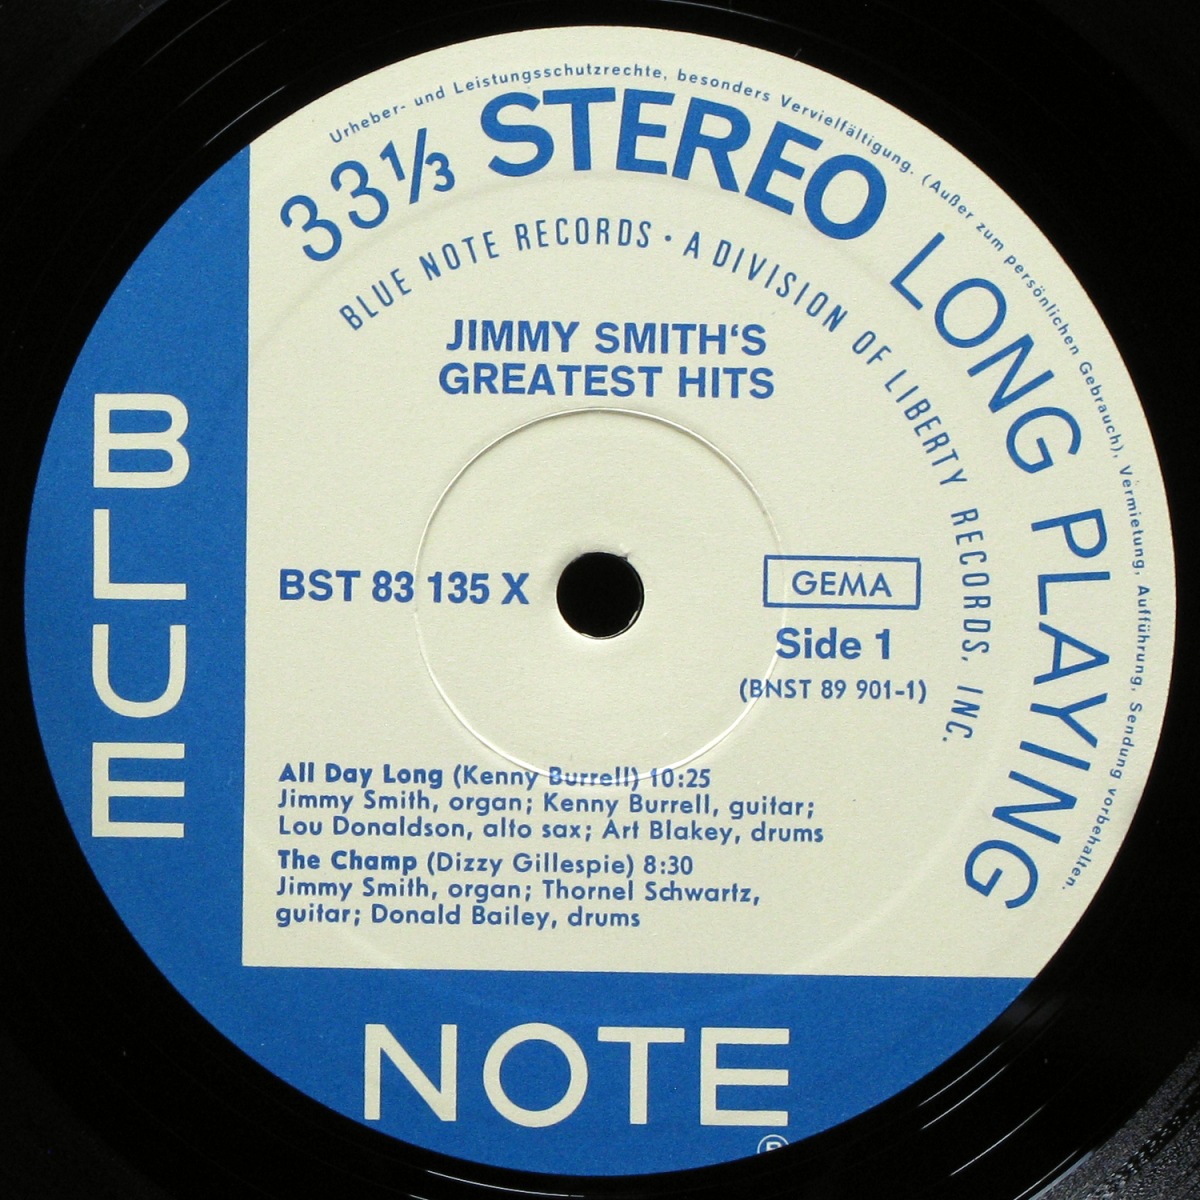 Urheber- und Leistungsschutzrechte, besonders Vervielfältigung. (Außer zum persönlichen Gebrauch), Vermietung, Aufführung, Sendung vorbehalten.
33⅓ STEREO LONG PLAYING
BLUE NOTE RECORDS · A DIVISION OF LIBERTY RECORDS, INC.
JIMMY SMITH‘S
GREATEST HITS
BST 83 135 X
GEMA
Side 1
(BNST 89 901-1)
All Day Long (Kenny Burrell) 10:25
Jimmy Smith, organ; Kenny Burrell, guitar;
Lou Donaldson, alto sax; Art Blakey, drums
The Champ (Dizzy Gillespie) 8:30
Jimmy Smith, organ; Thornel Schwartz,
guitar; Donald Bailey, drums
BLUE
NOTE
®